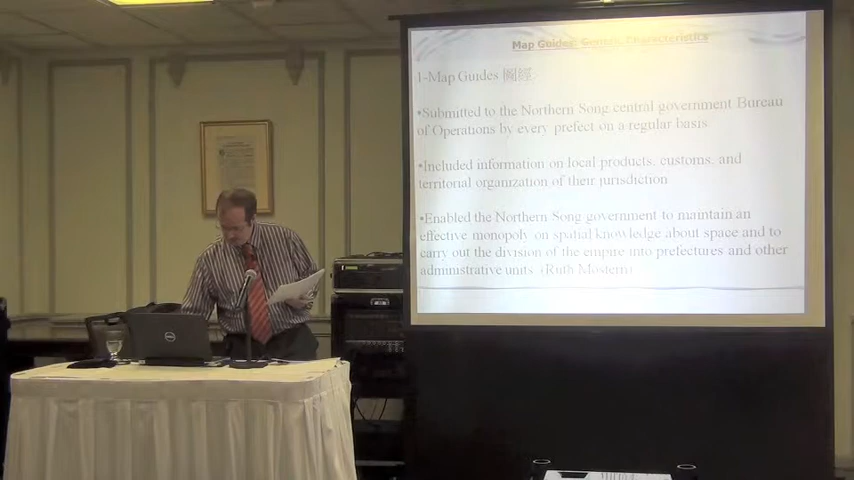 Map Guides: Generic Characteristics
1-Map Guides 圖經
•Submitted to the Northern Song central government Bureau
of Operations by every prefect on a regular basis
•Included information on local products, customs, and
territorial organization of their jurisdiction
•Enabled the Northern Song government to maintain an
effective monopoly on spatial knowledge about space and to
carry out the division of the empire into prefectures and other
administrative units. (Ruth Mostern)
DELL